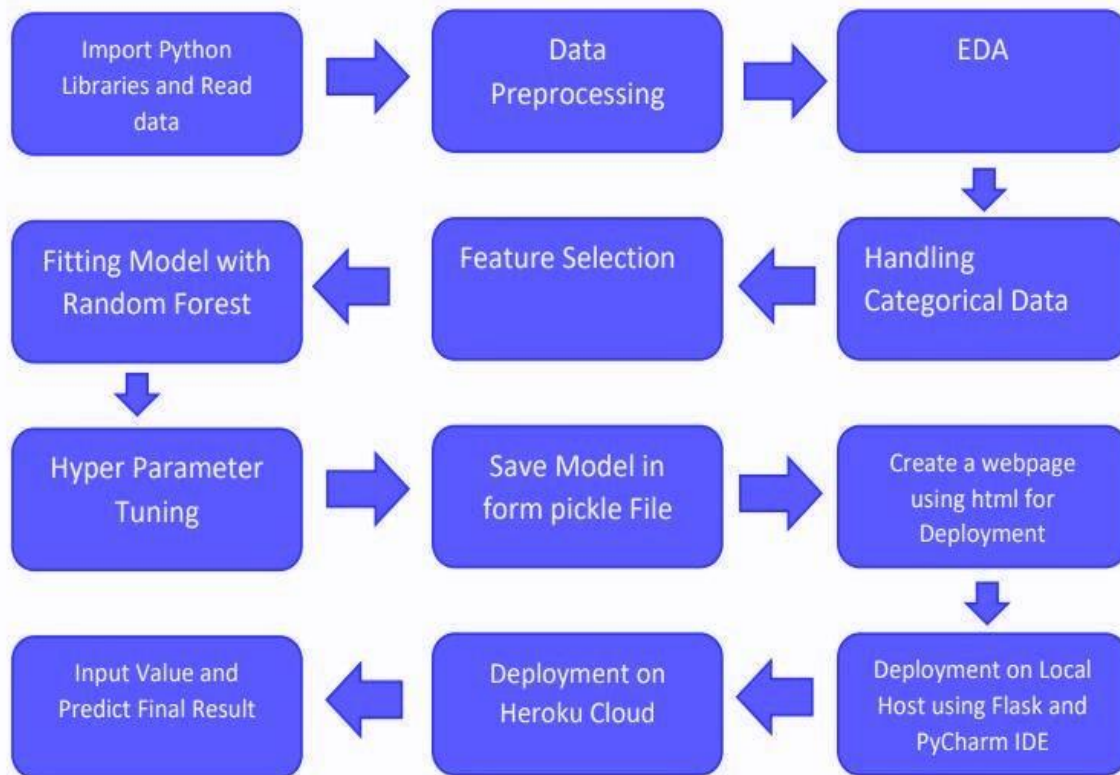 Import Python
Libraries and Read
data
Data
Preprocessing
EDA
Handling
Categorical Data
Feature Selection
Fitting Model with
Random Forest
Hyper Parameter
Tuning
Save Model in
form pickle File
Create a webpage
using html for
Deployment
Deployment on Local
Host using Flask and
PyCharm IDE
Deployment on
Heroku Cloud
Input Value and
Predict Final Result